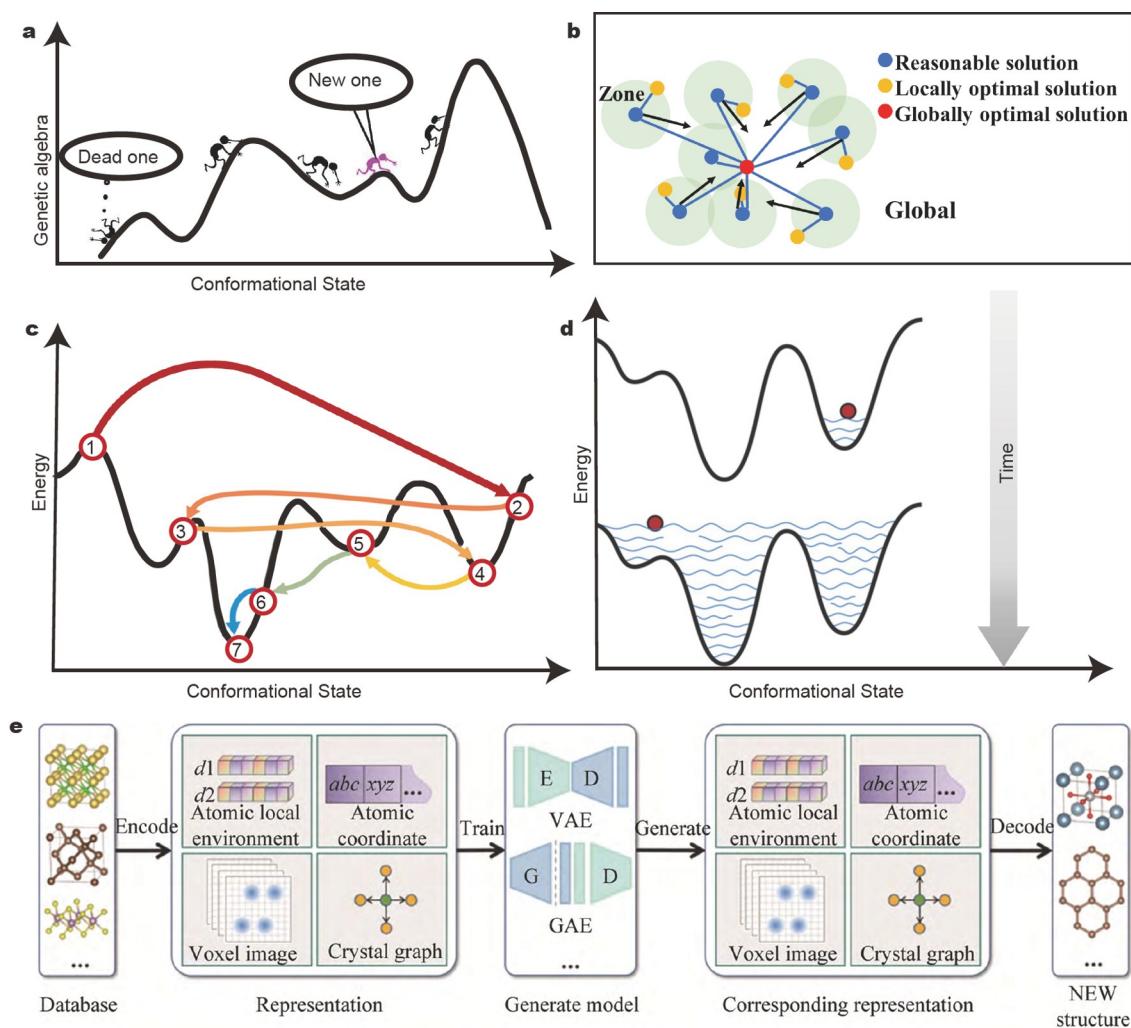 a
Genetic algebra
Dead one
New one
Conformational State
b
Zone
Reasonable solution
Locally optimal solution
Globally optimal solution
Global
c
Energy
1
2
3
4
5
6
7
Conformational State
d
Energy
Time
Conformational State
e
Database
...
Encode
d1
d2
Atomic local
environment
abc xyz ...
Atomic
coordinate
Voxel image
Crystal graph
Representation
Train
E D
VAE
G D
GAE
...
Generate model
Generate
d1
d2
Atomic local
environment
abc xyz ...
Atomic
coordinate
Voxel image
Crystal graph
Corresponding representation
Decode
...
NEW
structure